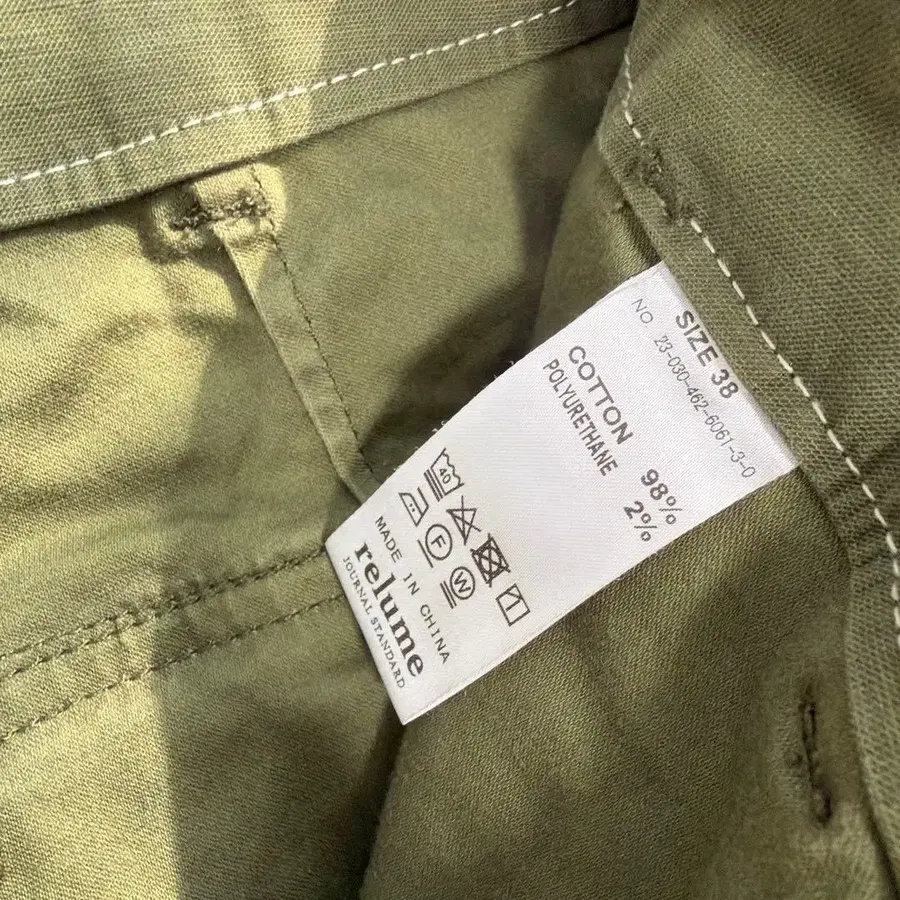 SIZE 38
NO. 23-030-462-6061-3-0
COTTON 98%
POLYURETHANE 2%
40
F
W
MADE IN CHINA
relume
JOURNAL STANDARD